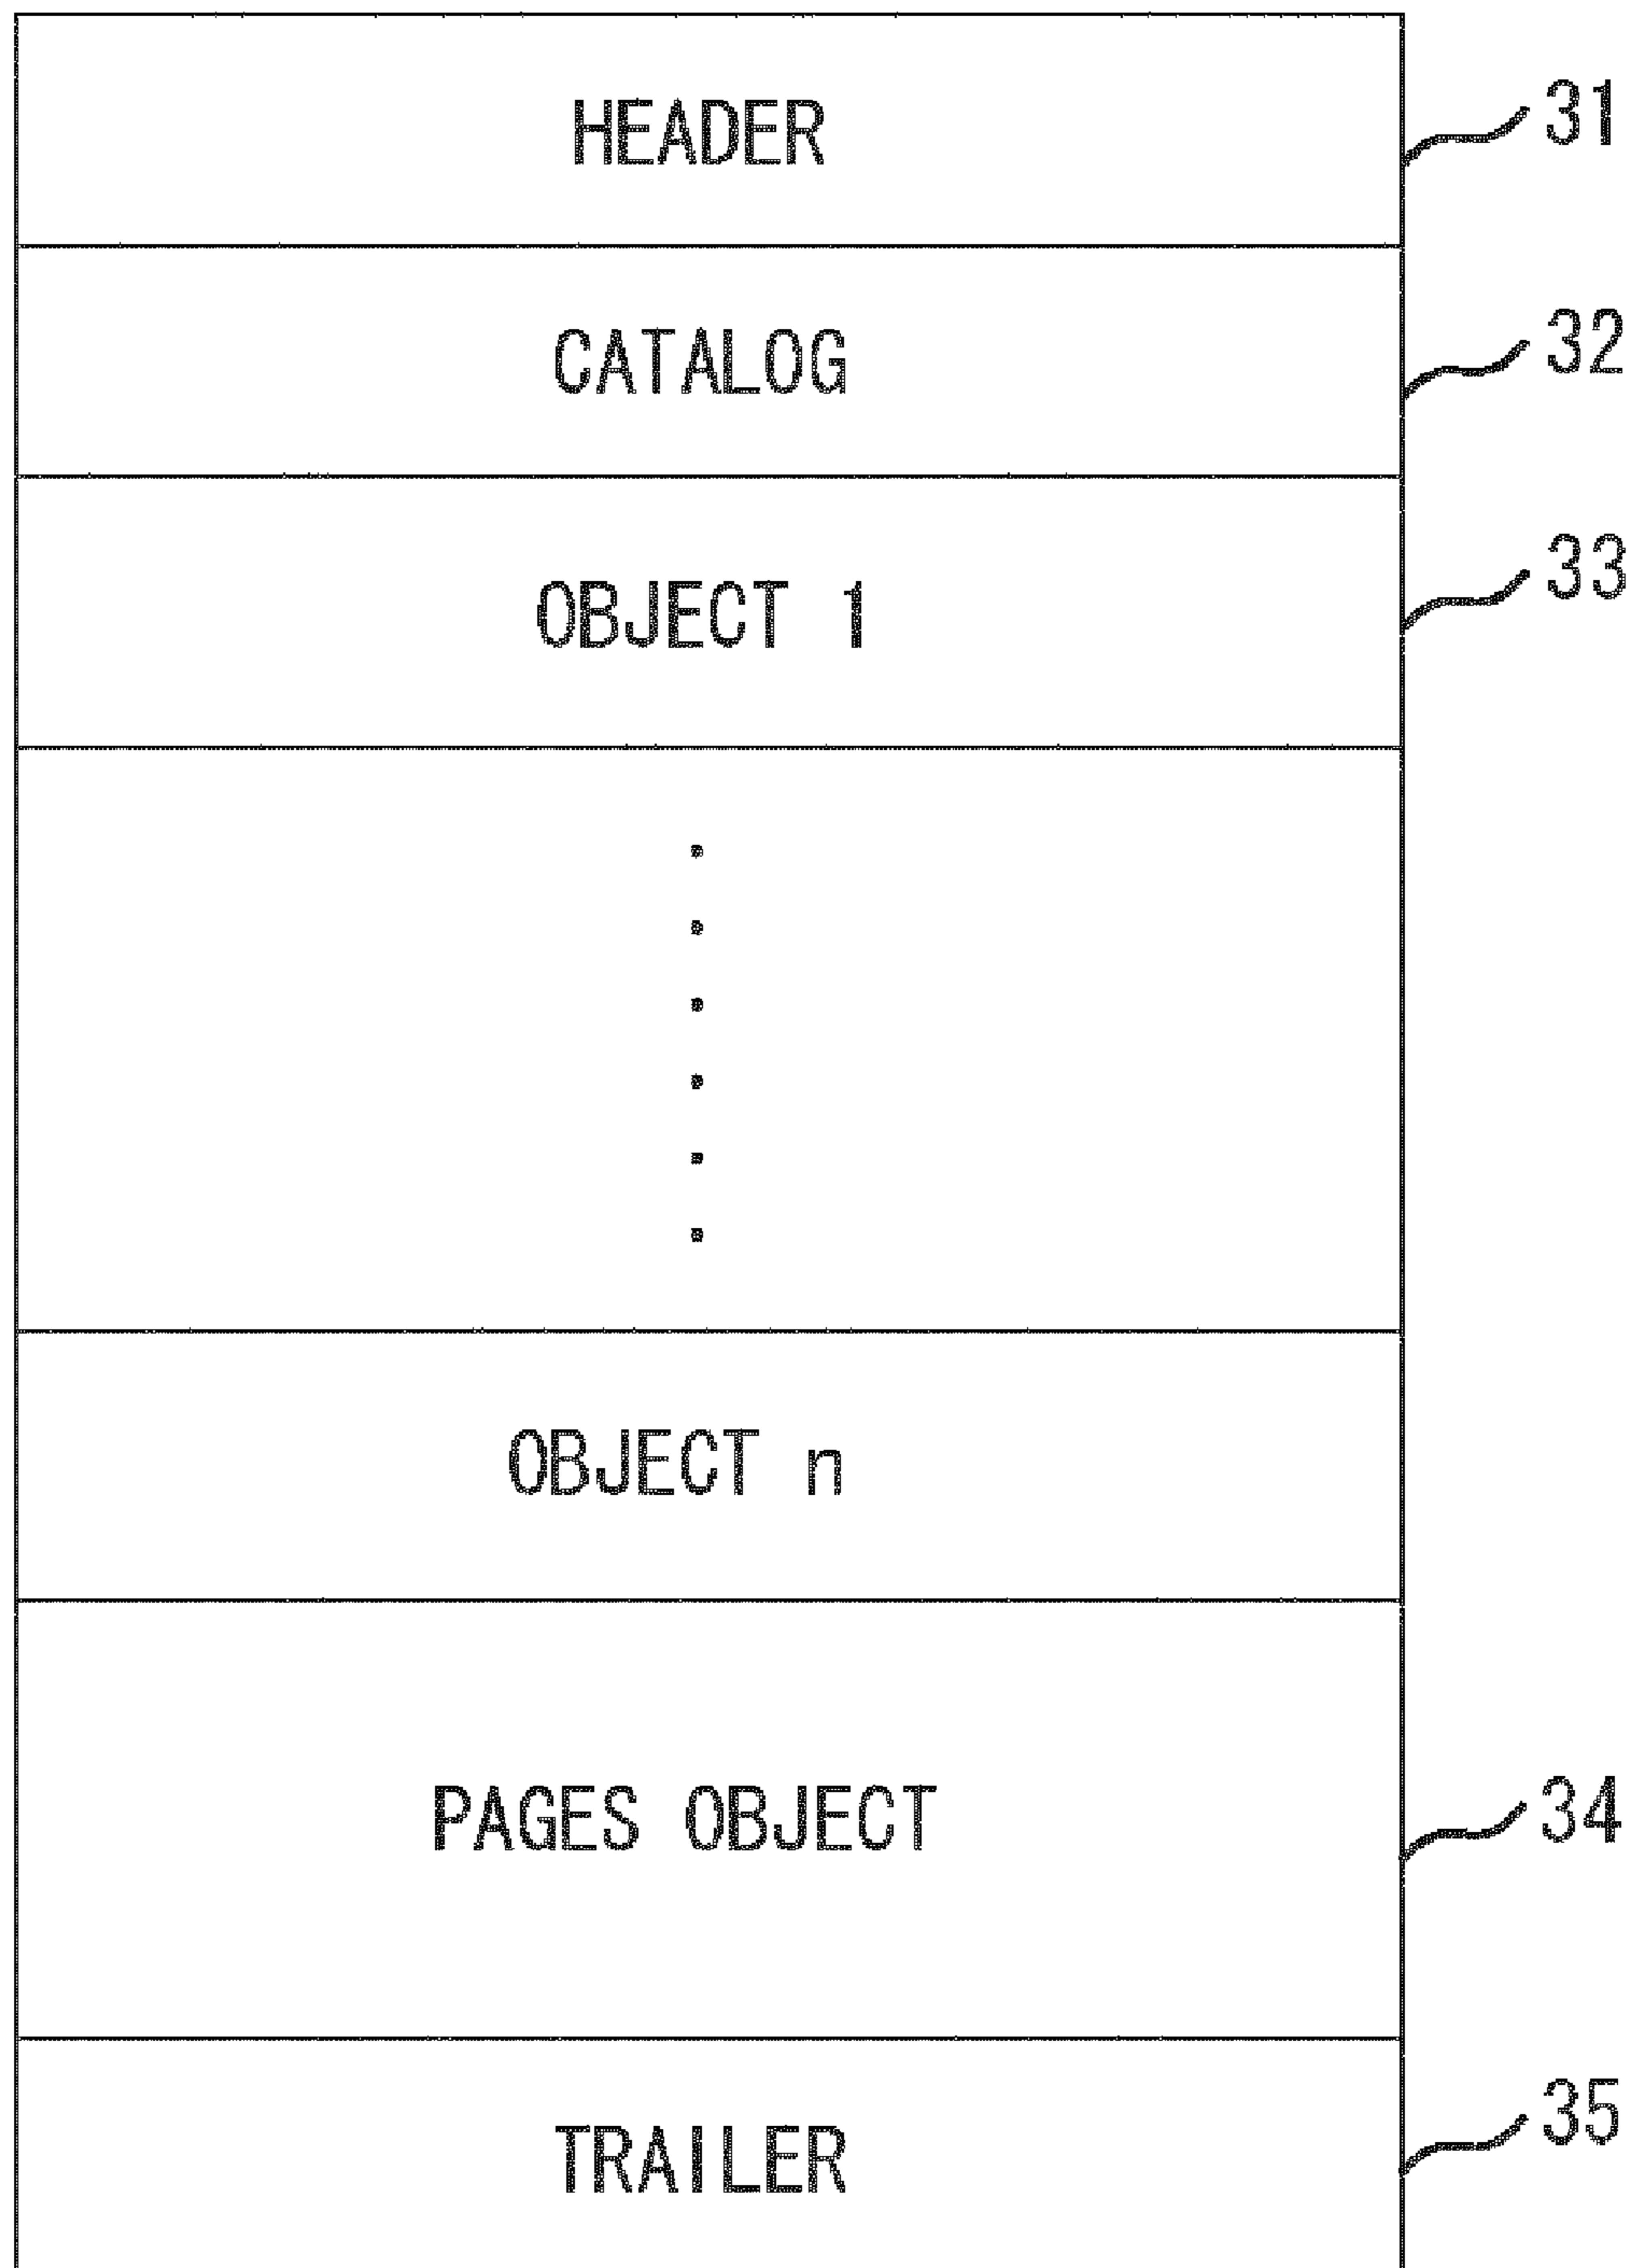 HEADER 31
CATALOG 32
OBJECT 1 33
OBJECT n
PAGES OBJECT 34
TRAILER 35